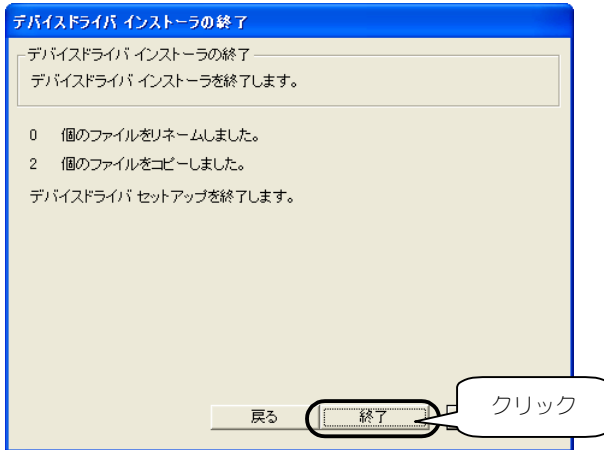 デバイスドライバ インストーラの終了
デバイスドライバ インストーラの終了
デバイスドライバ インストーラを終了します。
0 個のファイルをリネームしました。
2 個のファイルをコピーしました。
デバイスドライバ セットアップを終了します。
戻る 終了 クリック